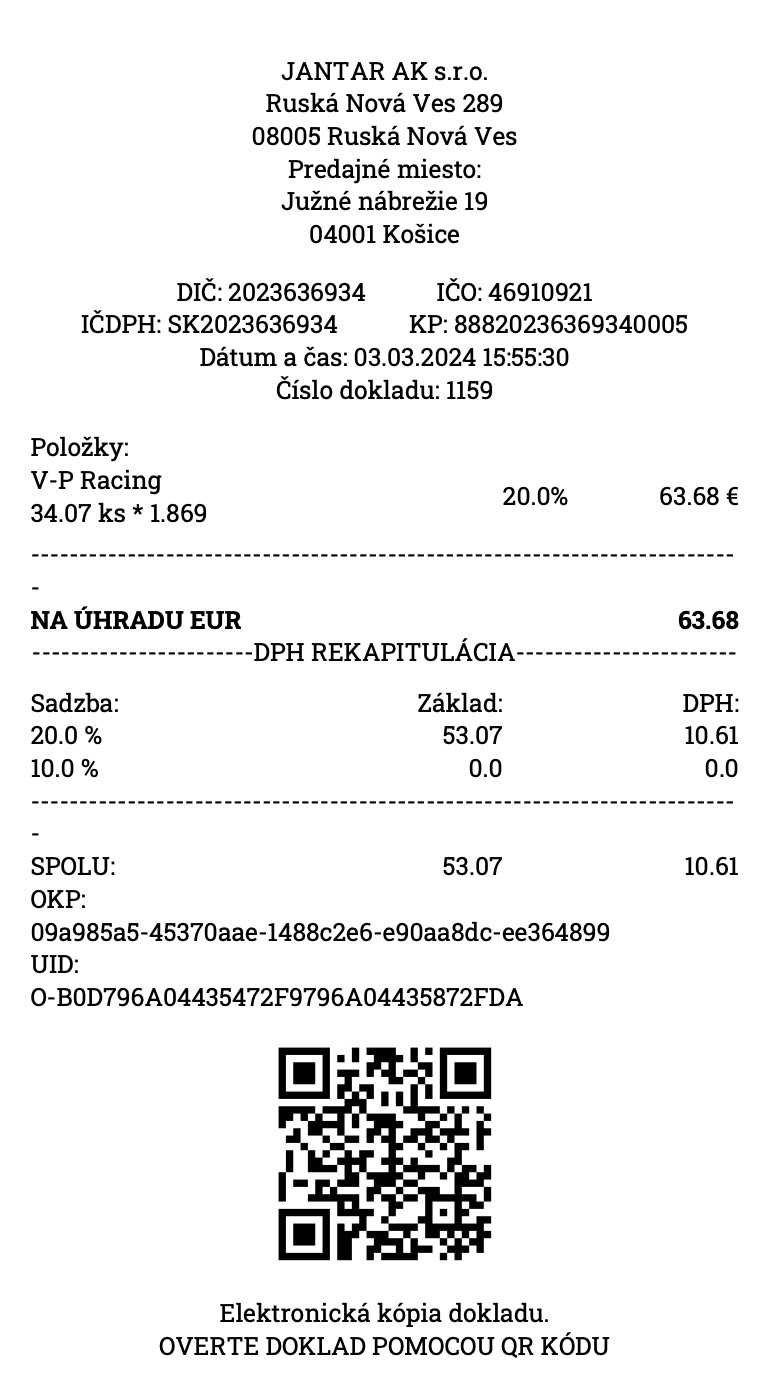 JANTAR AK s.r.o.
Ruská Nová Ves 289
08005 Ruská Nová Ves
Predajné miesto:
Južné nábrežie 19
04001 Košice
DIČ: 2023636934 IČO: 46910921
IČDPH: SK2023636934 KP: 88820236369340005
Dátum a čas: 03.03.2024 15:55:30
Číslo dokladu: 1159
Položky:
V-P Racing
34.07 ks * 1.869 20.0% 63.68 €
-------------------------------------------------------------------------
-
NA ÚHRADU EUR 63.68
-----------------------DPH REKAPITULÁCIA-----------------------
Sadzba: Základ: DPH:
20.0 % 53.07 10.61
10.0 % 0.0 0.0
-------------------------------------------------------------------------
-
SPOLU: 53.07 10.61
OKP:
09a985a5-45370aae-1488c2e6-e90aa8dc-ee364899
UID:
O-B0D796A04435472F9796A04435872FDA
Elektronická kópia dokladu.
OVERTE DOKLAD POMOCOU QR KÓDU